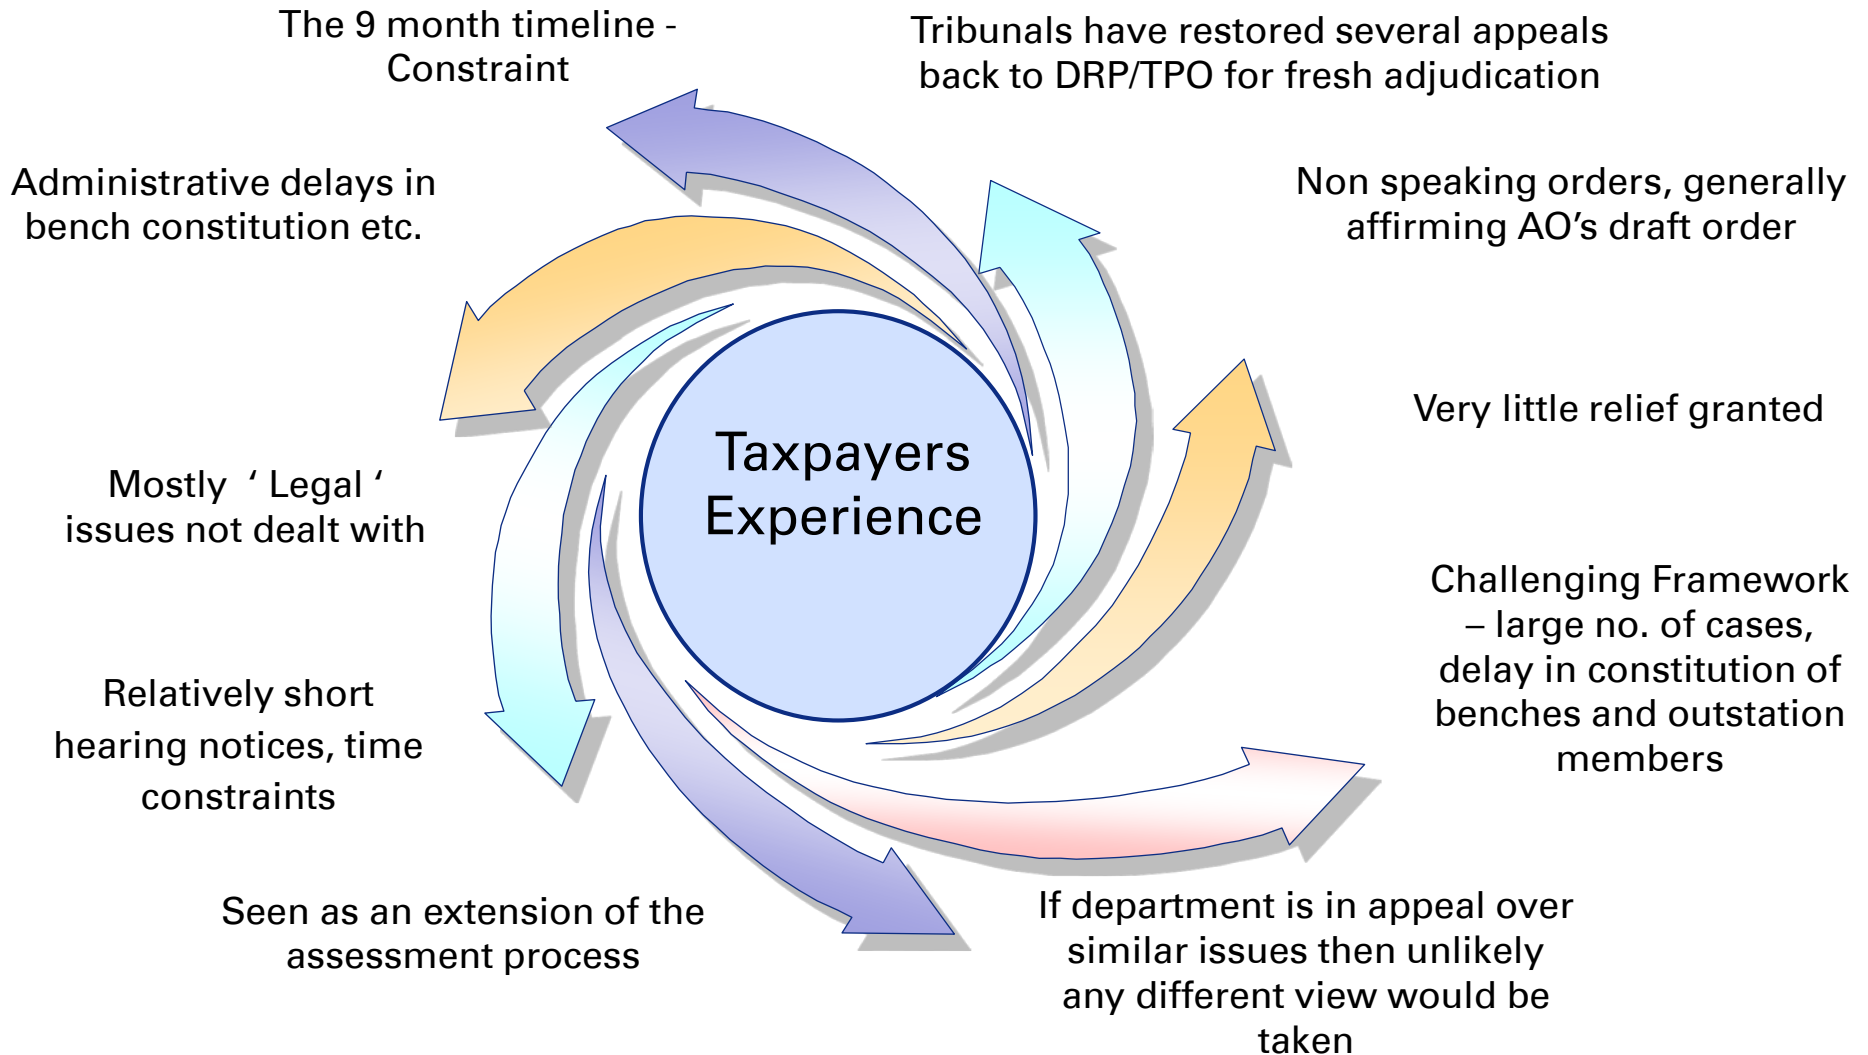 The 9 month timeline -
Constraint
Tribunals have restored several appeals
back to DRP/TPO for fresh adjudication
Administrative delays in
bench constitution etc.
Non speaking orders, generally
affirming AO’s draft order
Very little relief granted
Taxpayers
Experience
Mostly ‘ Legal ‘
issues not dealt with
Challenging Framework
– large no. of cases,
delay in constitution of
benches and outstation
members
Relatively short
hearing notices, time
constraints
Seen as an extension of the
assessment process
If department is in appeal over
similar issues then unlikely
any different view would be
taken